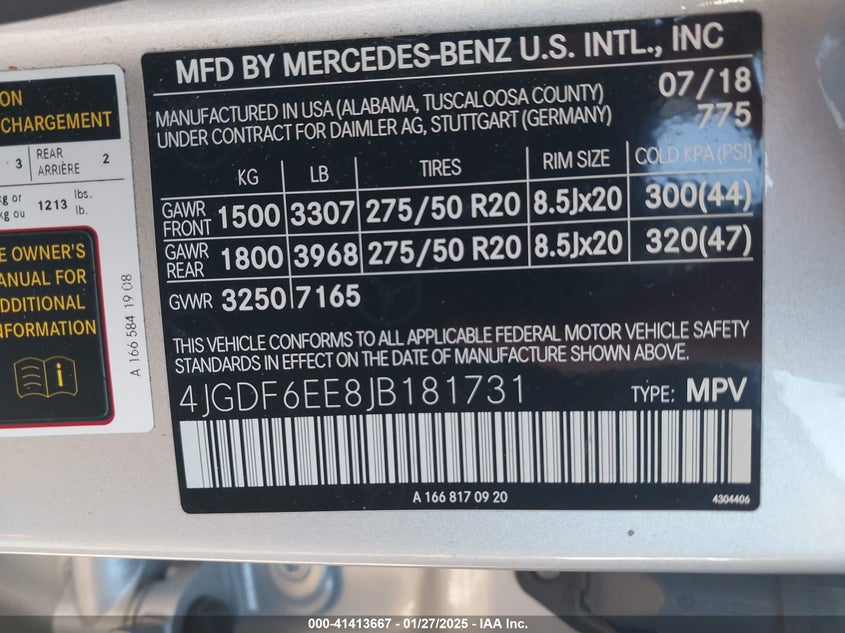 MFD BY MERCEDES-BENZ U.S. INTL., INC
MANUFACTURED IN USA (ALABAMA, TUSCALOOSA COUNTY) 07/18
UNDER CONTRACT FOR DAIMLER AG, STUTTGART (GERMANY) 775
KG LB TIRES RIM SIZE COLD KPA (PSI)
GAWR FRONT 1500 3307 275/50 R20 8.5Jx20 300(44)
GAWR REAR 1800 3968 275/50 R20 8.5Jx20 320(47)
GVWR 3250 7165
THIS VEHICLE CONFORMS TO ALL APPLICABLE FEDERAL MOTOR VEHICLE SAFETY
STANDARDS IN EFFECT ON THE DATE OF MANUFACTURE SHOWN ABOVE.
4JGDF6EE8JB181731 TYPE: MPV
A 166 817 09 20 4304406
ON
CHARGEMENT
3 REAR ARRIÈRE 2
kg or 1213 lbs.
kg ou lb.
E OWNER'S
ANUAL FOR
DDITIONAL
NFORMATION
A 166 584 19 08
000-41413667 - 01/27/2025 - IAA Inc.